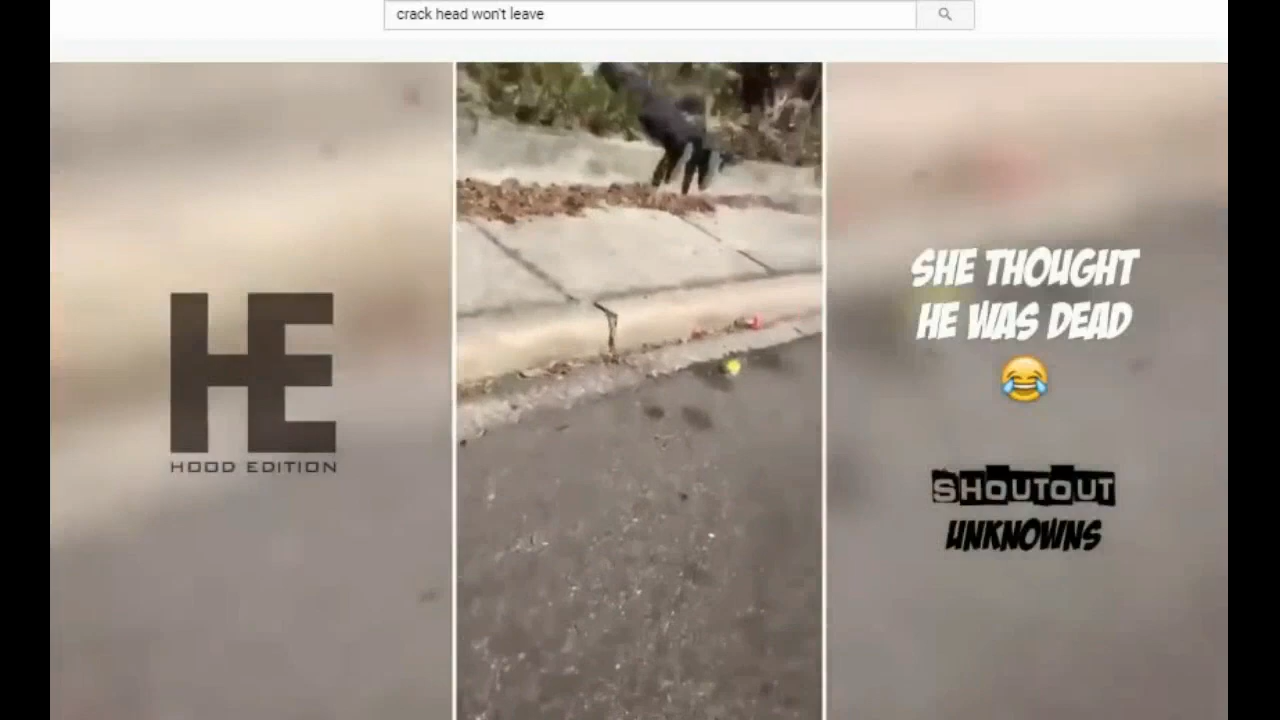 crack head won't leave
HE
HOOD EDITION
SHE THOUGHT
HE WAS DEAD
😂
SHOUTOUT
UNKNOWNS